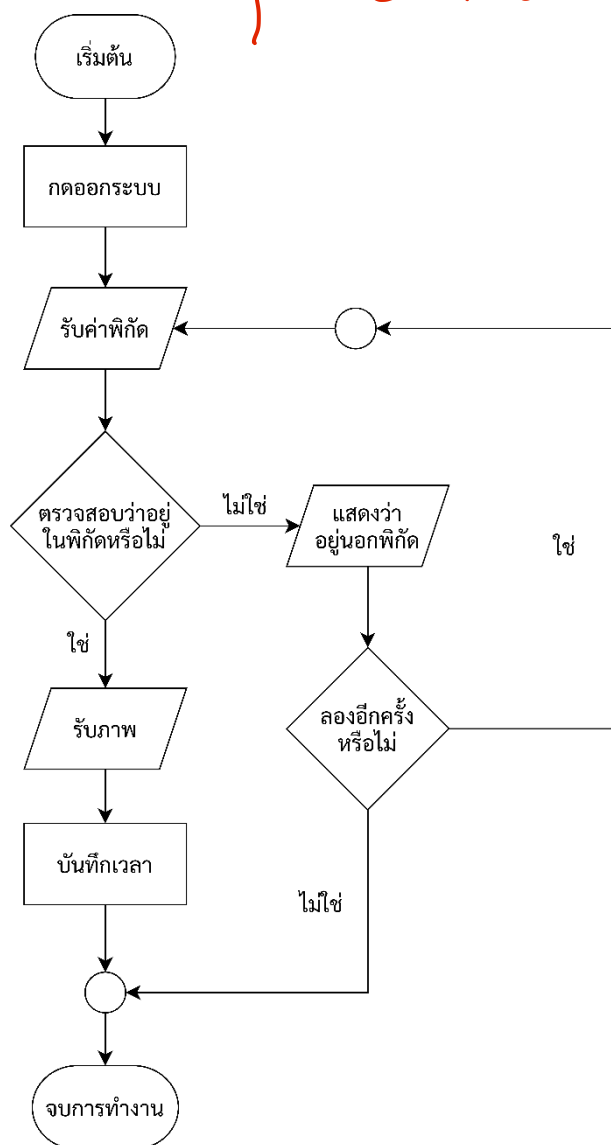 เริ่มต้น
กดออกระบบ
รับค่าพิกัด
ตรวจสอบว่าอยู่
ในพิกัดหรือไม่
ไม่ใช่
แสดงว่า
อยู่นอกพิกัด
ใช่
ใช่
รับภาพ
ลองอีกครั้ง
หรือไม่
บันทึกเวลา
ไม่ใช่
จบการทำงาน